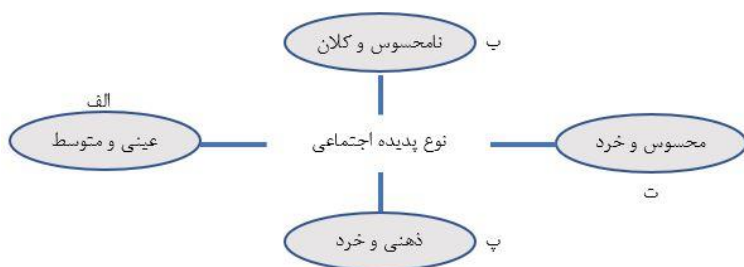 نامحسوس و کلان
ب
الف
عینی و متوسط
نوع پدیده اجتماعی
محسوس و خرد
ت
ذهنی و خرد
پ